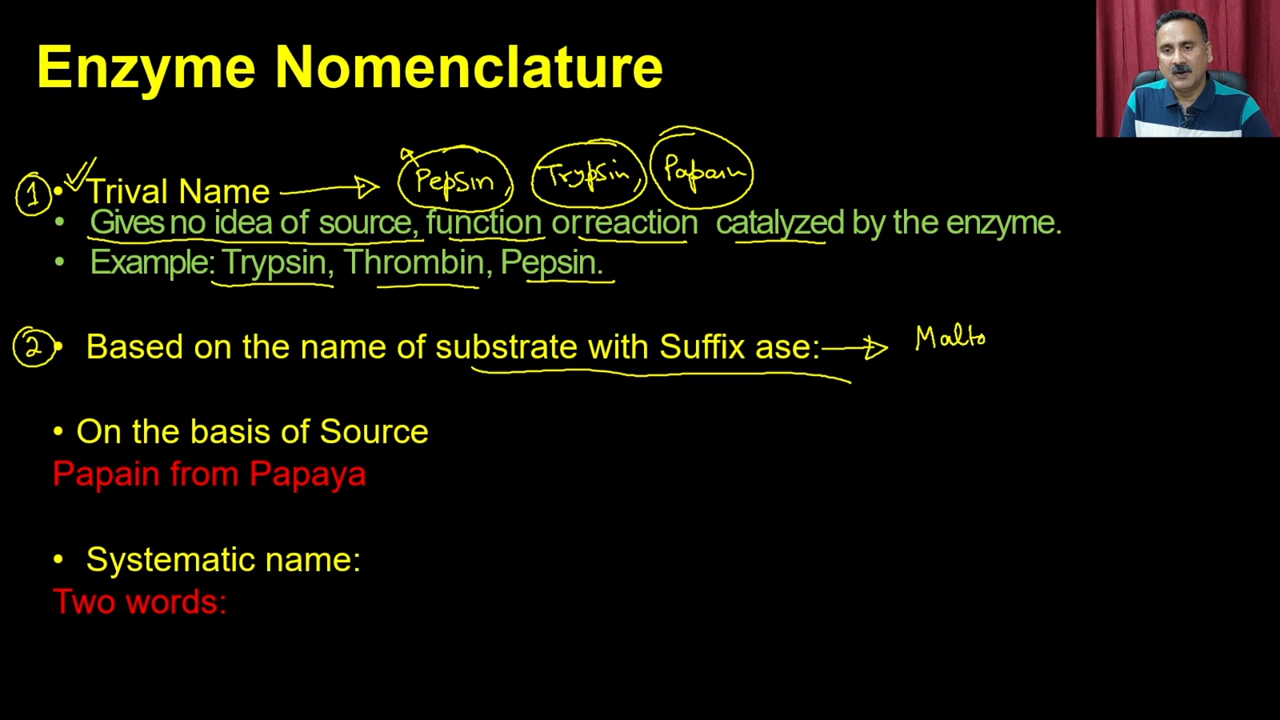 Enzyme Nomenclature
1 • Trival Name → Pepsin, Trypsin, Papain
• Gives no idea of source, function or reaction catalyzed by the enzyme.
• Example: Trypsin, Thrombin, Pepsin.
2 • Based on the name of substrate with Suffix ase: → Malto
• On the basis of Source
Papain from Papaya
• Systematic name:
Two words: